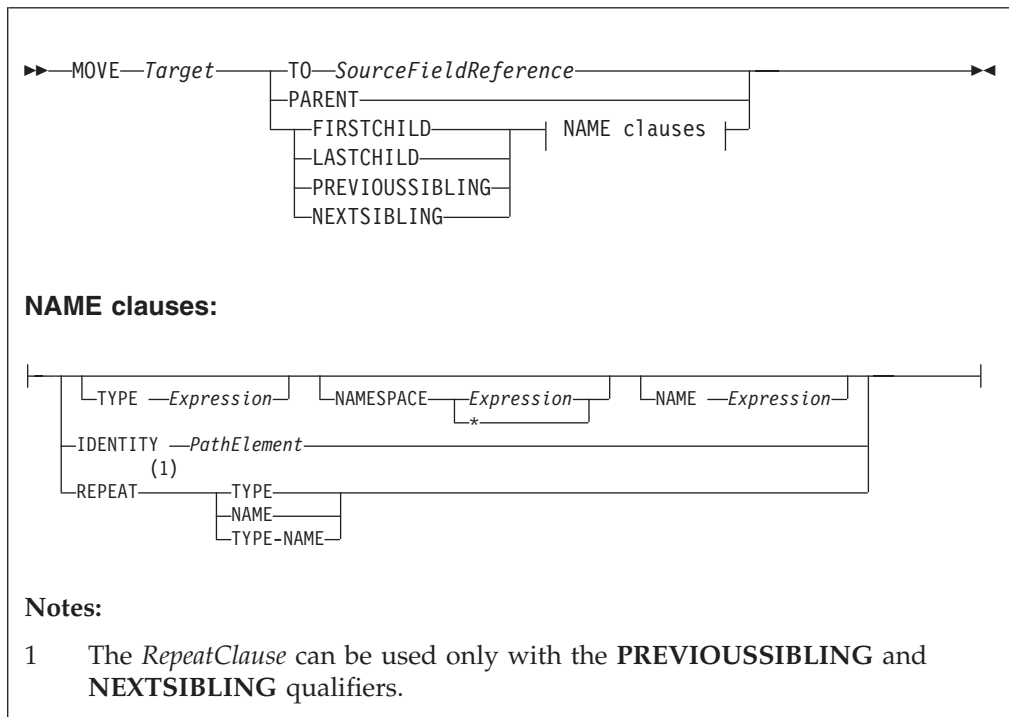 MOVE Target TO SourceFieldReference
PARENT
FIRSTCHILD NAME clauses
LASTCHILD
PREVIOUSSIBLING
NEXTSIBLING
NAME clauses:
TYPE Expression NAMESPACE Expression NAME Expression
*
IDENTITY PathElement
(1)
REPEAT TYPE
NAME
TYPE-NAME
Notes:
1 The RepeatClause can be used only with the PREVIOUSSIBLING and
NEXTSIBLING qualifiers.